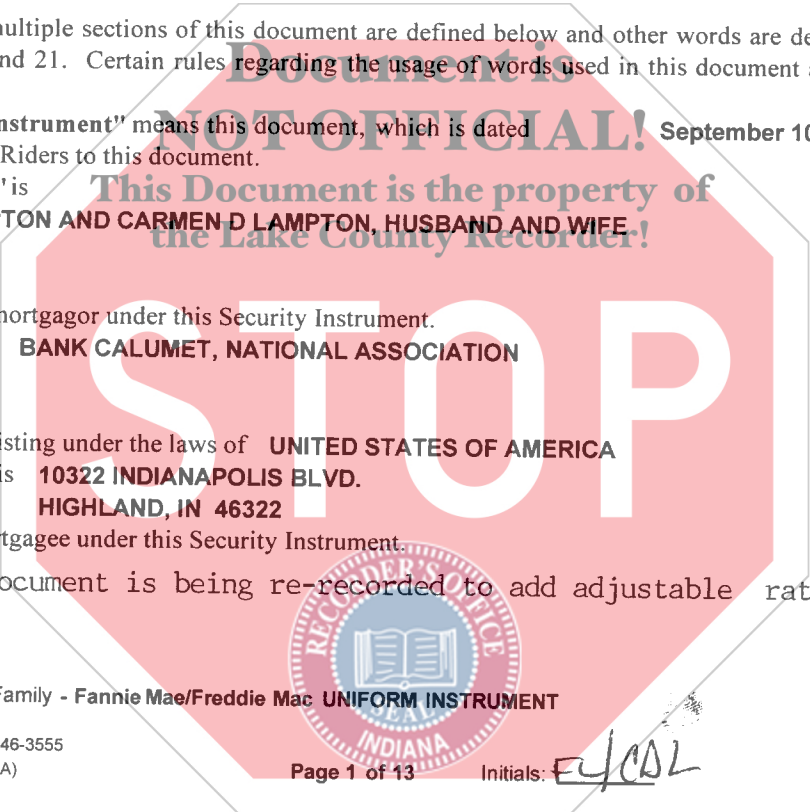 multiple sections of this document are defined below and other words are de
nd 21. Certain rules regarding the usage of words used in this document
Document is
nstrument" means this document, which is dated September 10
NOT OFFICIAL!
Riders to this document.
" is
This Document is the property of
TON AND CARMEN D LAMPTON, HUSBAND AND WIFE
the Lake County Recorder!
ortgagor under this Security Instrument.
BANK CALUMET, NATIONAL ASSOCIATION
STOP
isting under the laws of UNITED STATES OF AMERICA
is 10322 INDIANAPOLIS BLVD.
HIGHLAND, IN 46322
tgagee under this Security Instrument.
ocument is being re-recorded to add adjustable rat
RECORDER'S OFFICE
SEAL
INDIANA
Family - Fannie Mae/Freddie Mac UNIFORM INSTRUMENT
46-3555
A)
Page 1 of 13 Initials: EL/CDL